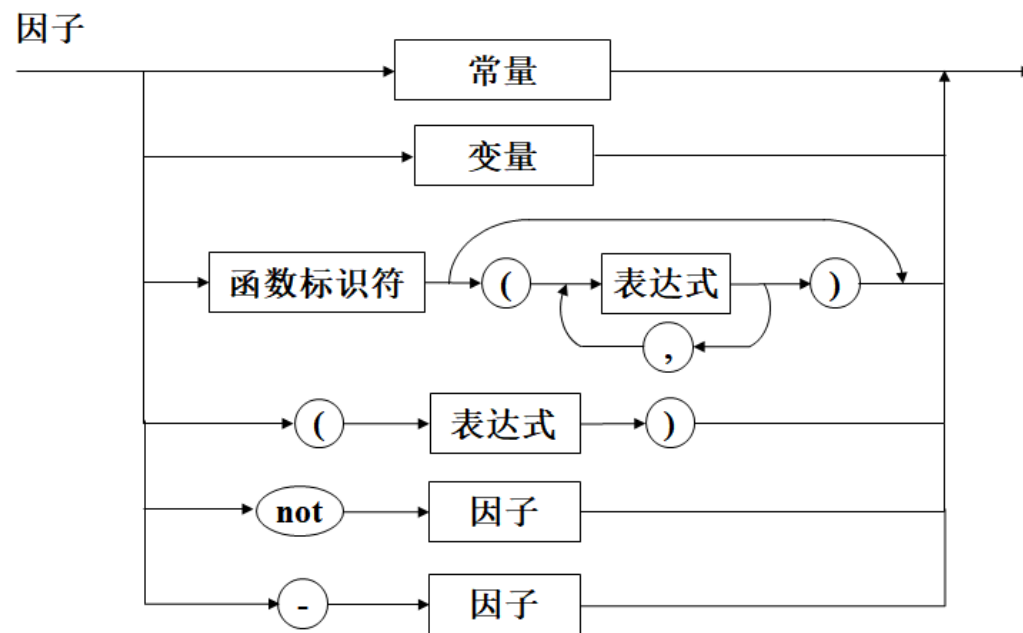 因子
常量
变量
函数标识符 ( 表达式 )
,
( 表达式 )
not 因子
- 因子